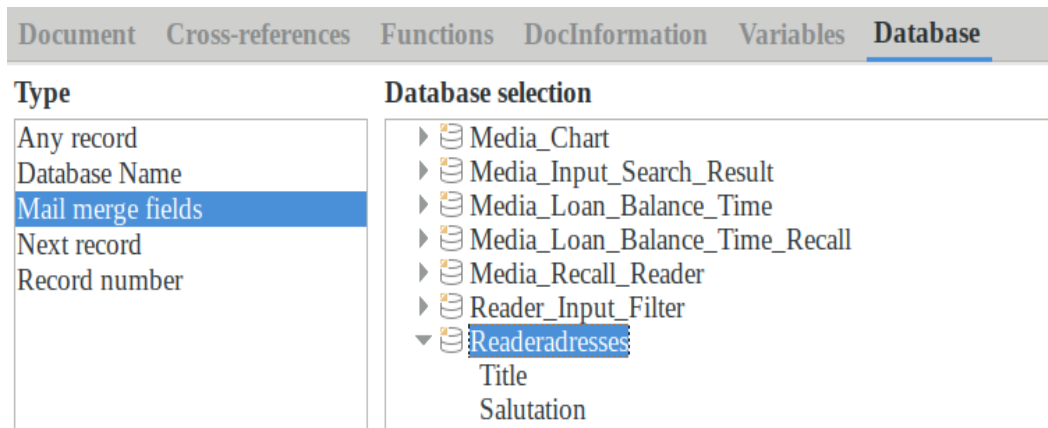 Document Cross-references Functions DocInformation Variables Database
Type
Any record
Database Name
Mail merge fields
Next record
Record number
Database selection
Media_Chart
Media_Input_Search_Result
Media_Loan_Balance_Time
Media_Loan_Balance_Time_Recall
Media_Recall_Reader
Reader_Input_Filter
Readeradresses
Title
Salutation